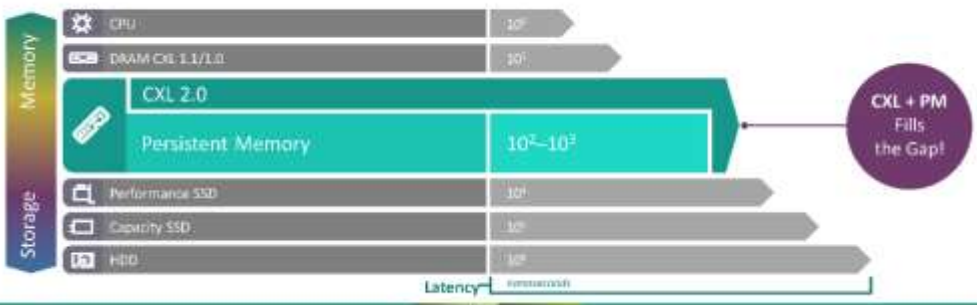 Memory
Storage
CPU
10⁰
DRAM CXL 1.1/1.0
10¹
CXL 2.0
Persistent Memory
10²–10³
Performance SSD
10⁴
Capacity SSD
HDD
Latency
CXL + PM
Fills
the Gap!